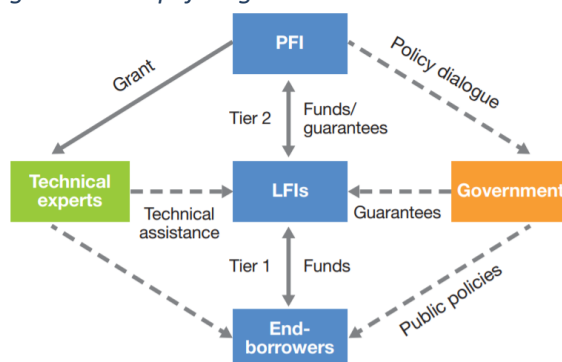 PFI
Grant
Policy dialogue
Tier 2
Funds/
guarantees
Technical
experts
LFIs
Government
Technical
assistance
Guarantees
Tier 1
Funds
Public policies
End-
borrowers